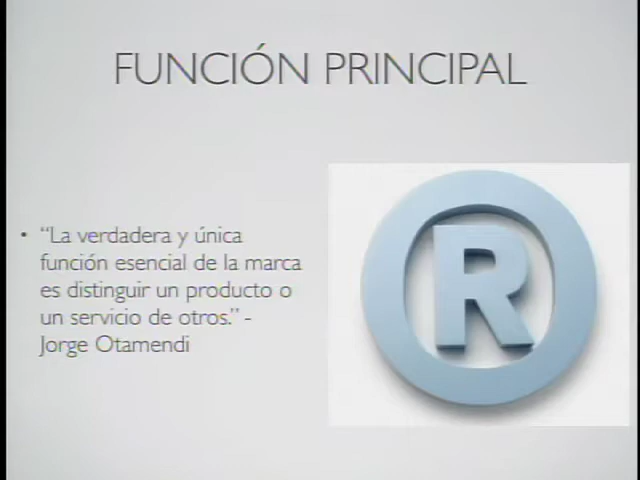 FUNCIÓN PRINCIPAL
• “La verdadera y única
función esencial de la marca
es distinguir un producto o
un servicio de otros.” -
Jorge Otamendi
R